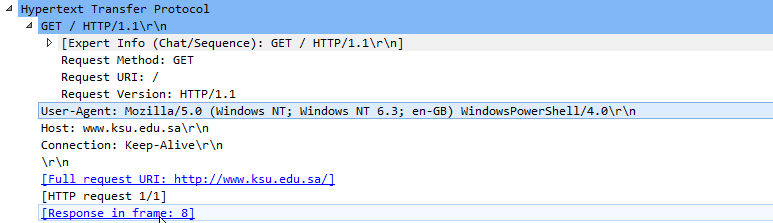 Hypertext Transfer Protocol
GET / HTTP/1.1\r\n
[Expert Info (Chat/Sequence): GET / HTTP/1.1\r\n]
Request Method: GET
Request URI: /
Request Version: HTTP/1.1
User-Agent: Mozilla/5.0 (Windows NT; Windows NT 6.3; en-GB) WindowsPowerShell/4.0\r\n
Host: www.ksu.edu.sa\r\n
Connection: Keep-Alive\r\n
\r\n
[Full request URI: http://www.ksu.edu.sa/]
[HTTP request 1/1]
[Response in frame: 8]